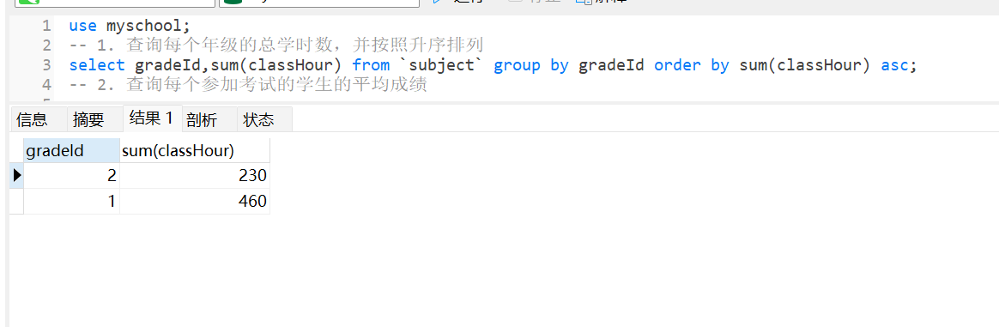 1 use myschool;
2 -- 1. 查询每个年级的总学时数，并按照升序排列
3 select gradeId,sum(classHour) from `subject` group by gradeId order by sum(classHour) asc;
4 -- 2. 查询每个参加考试的学生的平均成绩
信息 摘要 结果 1 剖析 状态
gradeId sum(classHour)
2 230
1 460